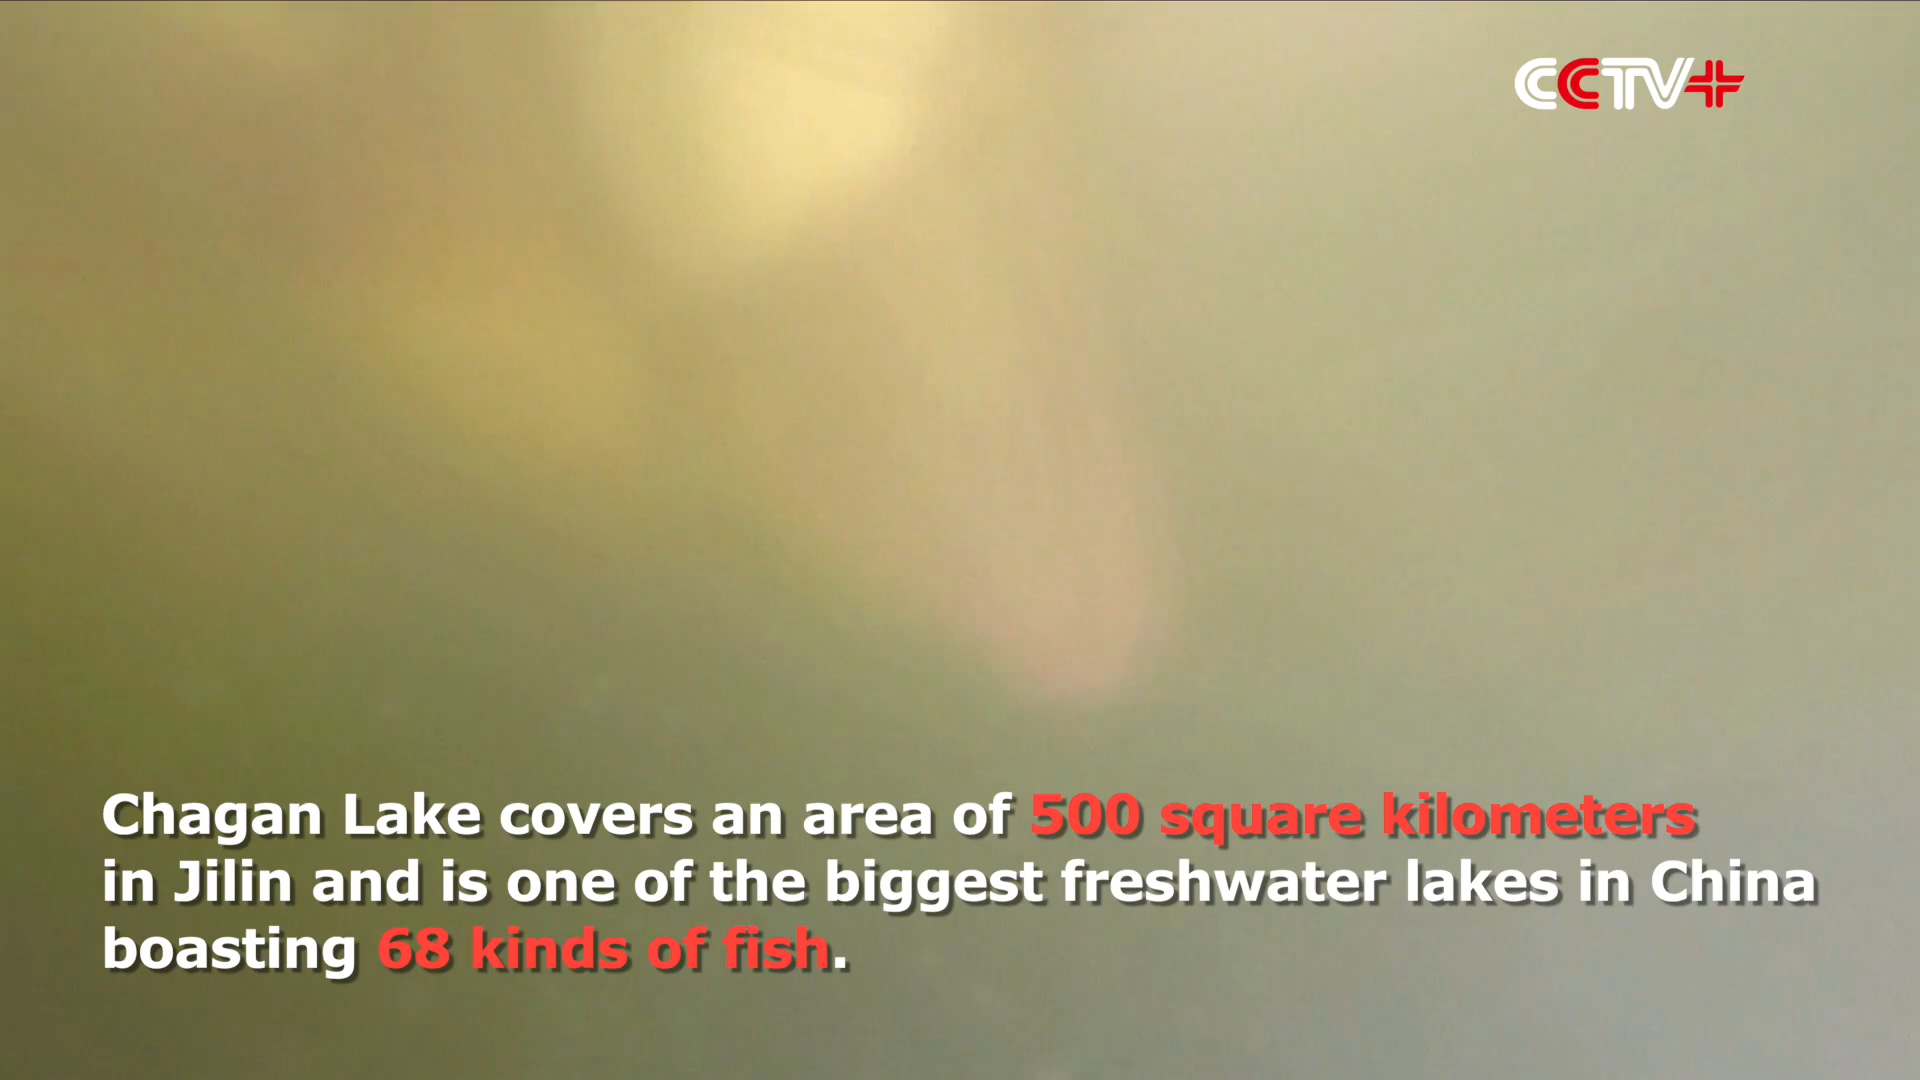 CCTV+
Chagan Lake covers an area of 500 square kilometers
in Jilin and is one of the biggest freshwater lakes in China
boasting 68 kinds of fish.